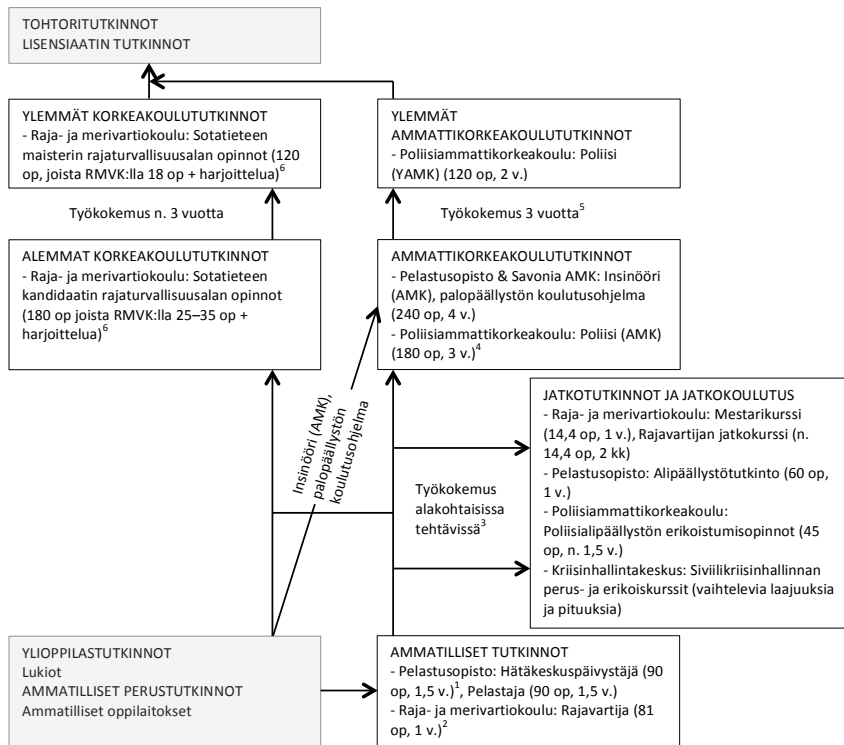 TOHTORITUTKINNOT
LISENSIAATIN TUTKINNOT
YLEMMÄT KORKEAKOULUTUTKINNOT
- Raja- ja merivartiokoulu: Sotatieteen
maisterin rajaturvallisuusalan opinnot (120
op, joista RMVK:lla 18 op + harjoittelua)⁶
YLEMMÄT
AMMATTIKORKEAKOULUTUTKINNOT
- Poliisiammattikorkeakoulu: Poliisi
(YAMK) (120 op, 2 v.)
Työkokemus n. 3 vuotta
Työkokemus 3 vuotta⁵
ALEMMAT KORKEAKOULUTUTKINNOT
- Raja- ja merivartiokoulu: Sotatieteen
kandidaatin rajaturvallisuusalan opinnot
(180 op joista RMVK:lla 25–35 op +
harjoittelua)⁶
AMMATTIKORKEAKOULUTUTKINNOT
- Pelastusopisto & Savonia AMK: Insinööri
(AMK), palopäällystön koulutusohjelma
(240 op, 4 v.)
- Poliisiammattikorkeakoulu: Poliisi (AMK)
(180 op, 3 v.)⁴
Insinööri (AMK),
palopäällystön
koulutusohjelma
Työkokemus
alakohtaisissa
tehtävissä³
JATKOTUTKINNOT JA JATKOKOULUTUS
- Raja- ja merivartiokoulu: Mestarikurssi
(14,4 op, 1 v.), Rajavartijan jatkokurssi (n.
14,4 op, 2 kk)
- Pelastusopisto: Alipäällystötutkinto (60 op,
1 v.)
- Poliisiammattikorkeakoulu:
Poliisialipäällystön erikoistumisopinnot (45
op, n. 1,5 v.)
- Kriisinhallintakeskus: Siviilikriisinhallinnan
perus- ja erikoiskurssit (vaihtelevia laajuuksia
ja pituuksia)
YLIOPPILASTUTKINNOT
Lukiot
AMMATILLISET PERUSTUTKINNOT
Ammatilliset oppilaitokset
AMMATILLISET TUTKINNOT
- Pelastusopisto: Hätäkeskuspäivystäjä (90
op, 1,5 v.)¹, Pelastaja (90 op, 1,5 v.)
- Raja- ja merivartiokoulu: Rajavartija (81
op, 1 v.)²